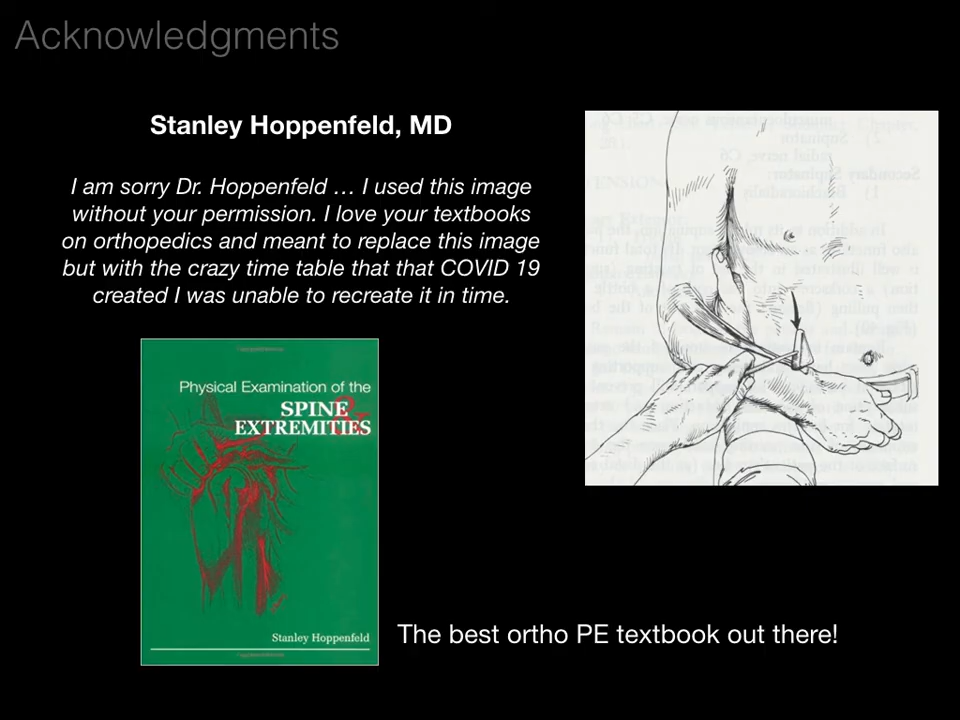 Acknowledgments
Stanley Hoppenfeld, MD
I am sorry Dr. Hoppenfeld … I used this image
without your permission. I love your textbooks
on orthopedics and meant to replace this image
but with the crazy time table that that COVID 19
created I was unable to recreate it in time.
Physical Examination of the
SPINE &
EXTREMITIES
Stanley Hoppenfeld
The best ortho PE textbook out there!